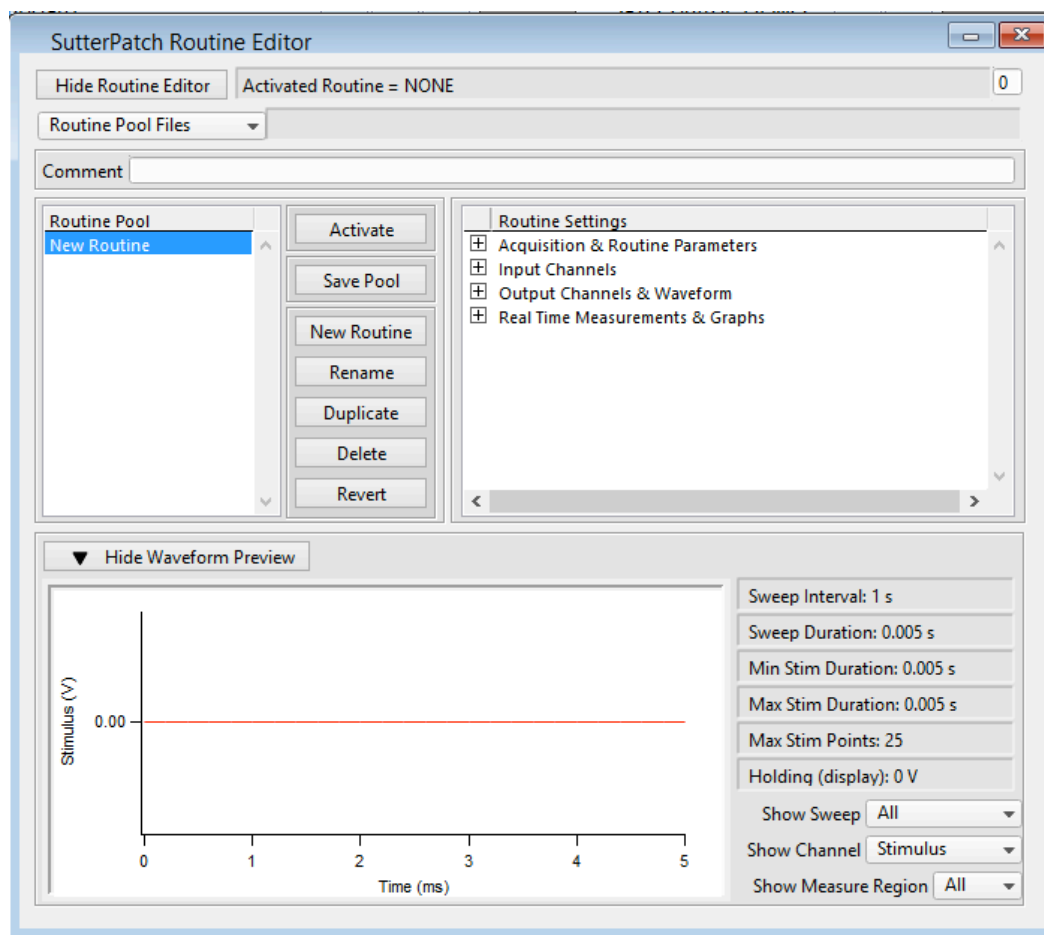 SutterPatch Routine Editor
Hide Routine Editor Activated Routine = NONE 0
Routine Pool Files
Comment
Routine Pool
New Routine
Activate
Save Pool
New Routine
Rename
Duplicate
Delete
Revert
Routine Settings
Acquisition & Routine Parameters
Input Channels
Output Channels & Waveform
Real Time Measurements & Graphs
Hide Waveform Preview
Stimulus (V)
0.00
0 1 2 3 4 5
Time (ms)
Sweep Interval: 1 s
Sweep Duration: 0.005 s
Min Stim Duration: 0.005 s
Max Stim Duration: 0.005 s
Max Stim Points: 25
Holding (display): 0 V
Show Sweep All
Show Channel Stimulus
Show Measure Region All